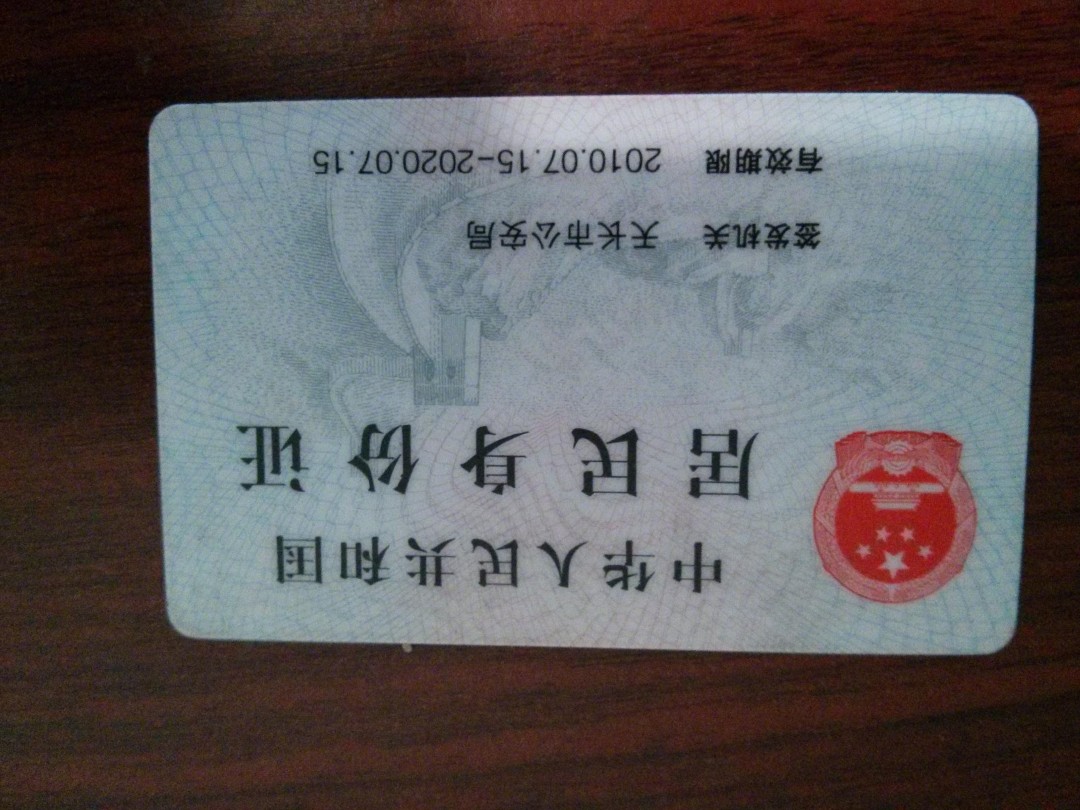 中华人民共和国
居民身份证
签发机关 天长市公安局
有效期限 2010.07.15-2020.07.15